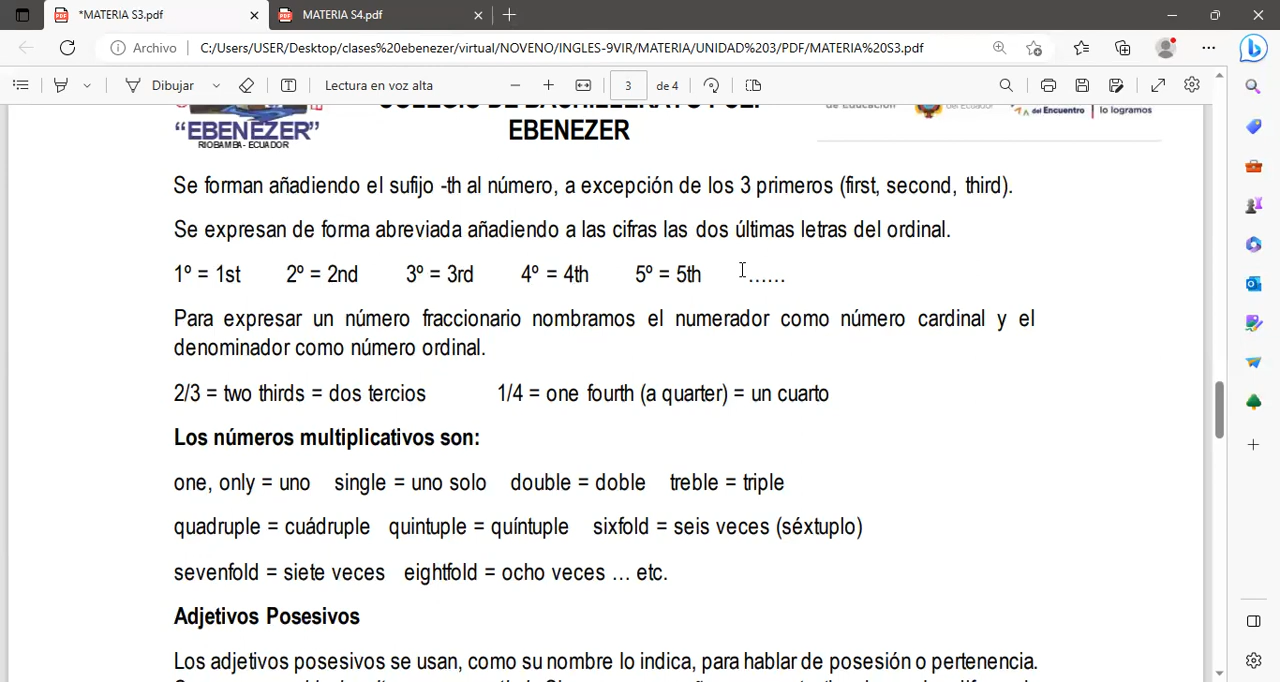 *MATERIA S3.pdf
MATERIA S4.pdf
Archivo
C:/Users/USER/Desktop/clases%20ebenezer/virtual/NOVENO/INGLES-9VIR/MATERIA/UNIDAD%203/PDF/MATERIA%20S3.pdf
Dibujar
Lectura en voz alta
3
de 4
“EBENEZER”
RIOBAMBA - ECUADOR
EBENEZER
del Encuentro
lo logramos
Se forman añadiendo el sufijo -th al número, a excepción de los 3 primeros (first, second, third).
Se expresan de forma abreviada añadiendo a las cifras las dos últimas letras del ordinal.
1º = 1st 2º = 2nd 3º = 3rd 4º = 4th 5º = 5th ......
Para expresar un número fraccionario nombramos el numerador como número cardinal y el
denominador como número ordinal.
2/3 = two thirds = dos tercios 1/4 = one fourth (a quarter) = un cuarto
Los números multiplicativos son:
one, only = uno single = uno solo double = doble treble = triple
quadruple = cuádruple quintuple = quíntuple sixfold = seis veces (séxtuplo)
sevenfold = siete veces eightfold = ocho veces … etc.
Adjetivos Posesivos
Los adjetivos posesivos se usan, como su nombre lo indica, para hablar de posesión o pertenencia.